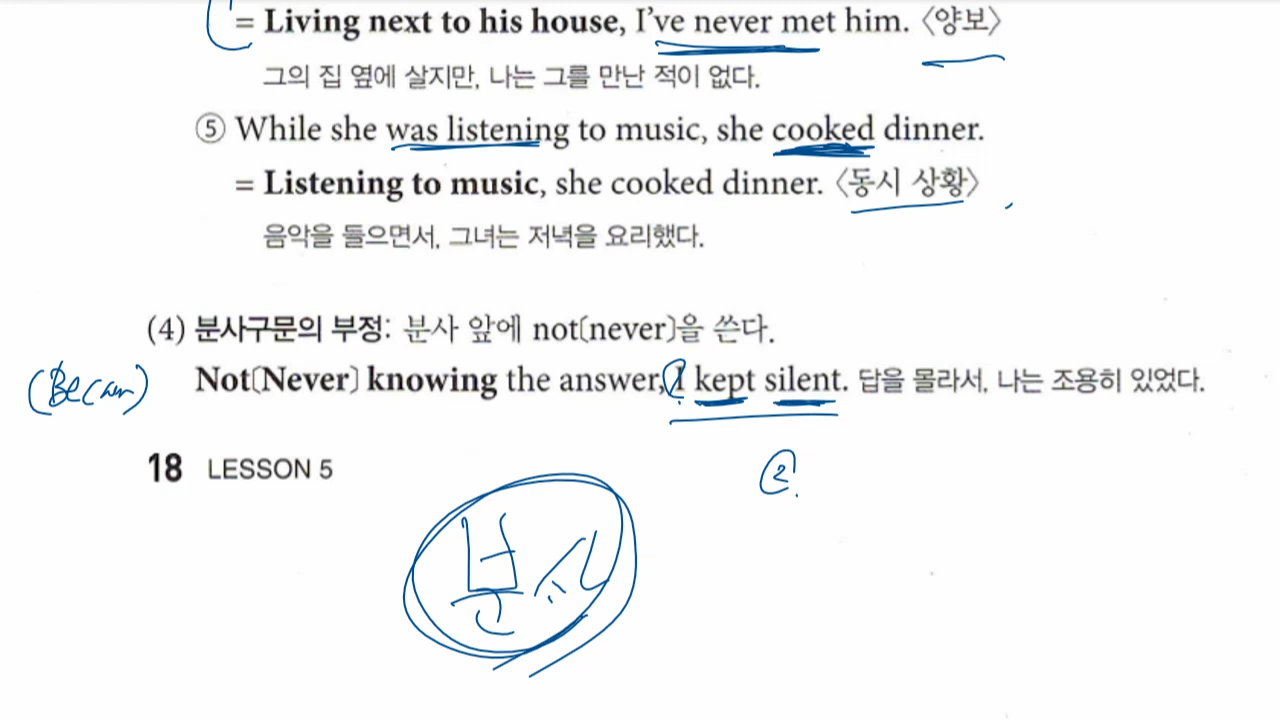 = Living next to his house, I've never met him. 〈양보〉
그의 집 옆에 살지만, 나는 그를 만난 적이 없다.
⑤ While she was listening to music, she cooked dinner.
= Listening to music, she cooked dinner. 〈동시 상황〉
음악을 들으면서, 그녀는 저녁을 요리했다.
(4) 분사구문의 부정: 분사 앞에 not(never)을 쓴다.
Not(Never) knowing the answer, I kept silent. 답을 몰라서, 나는 조용히 있었다.
②.
18 LESSON 5
분사